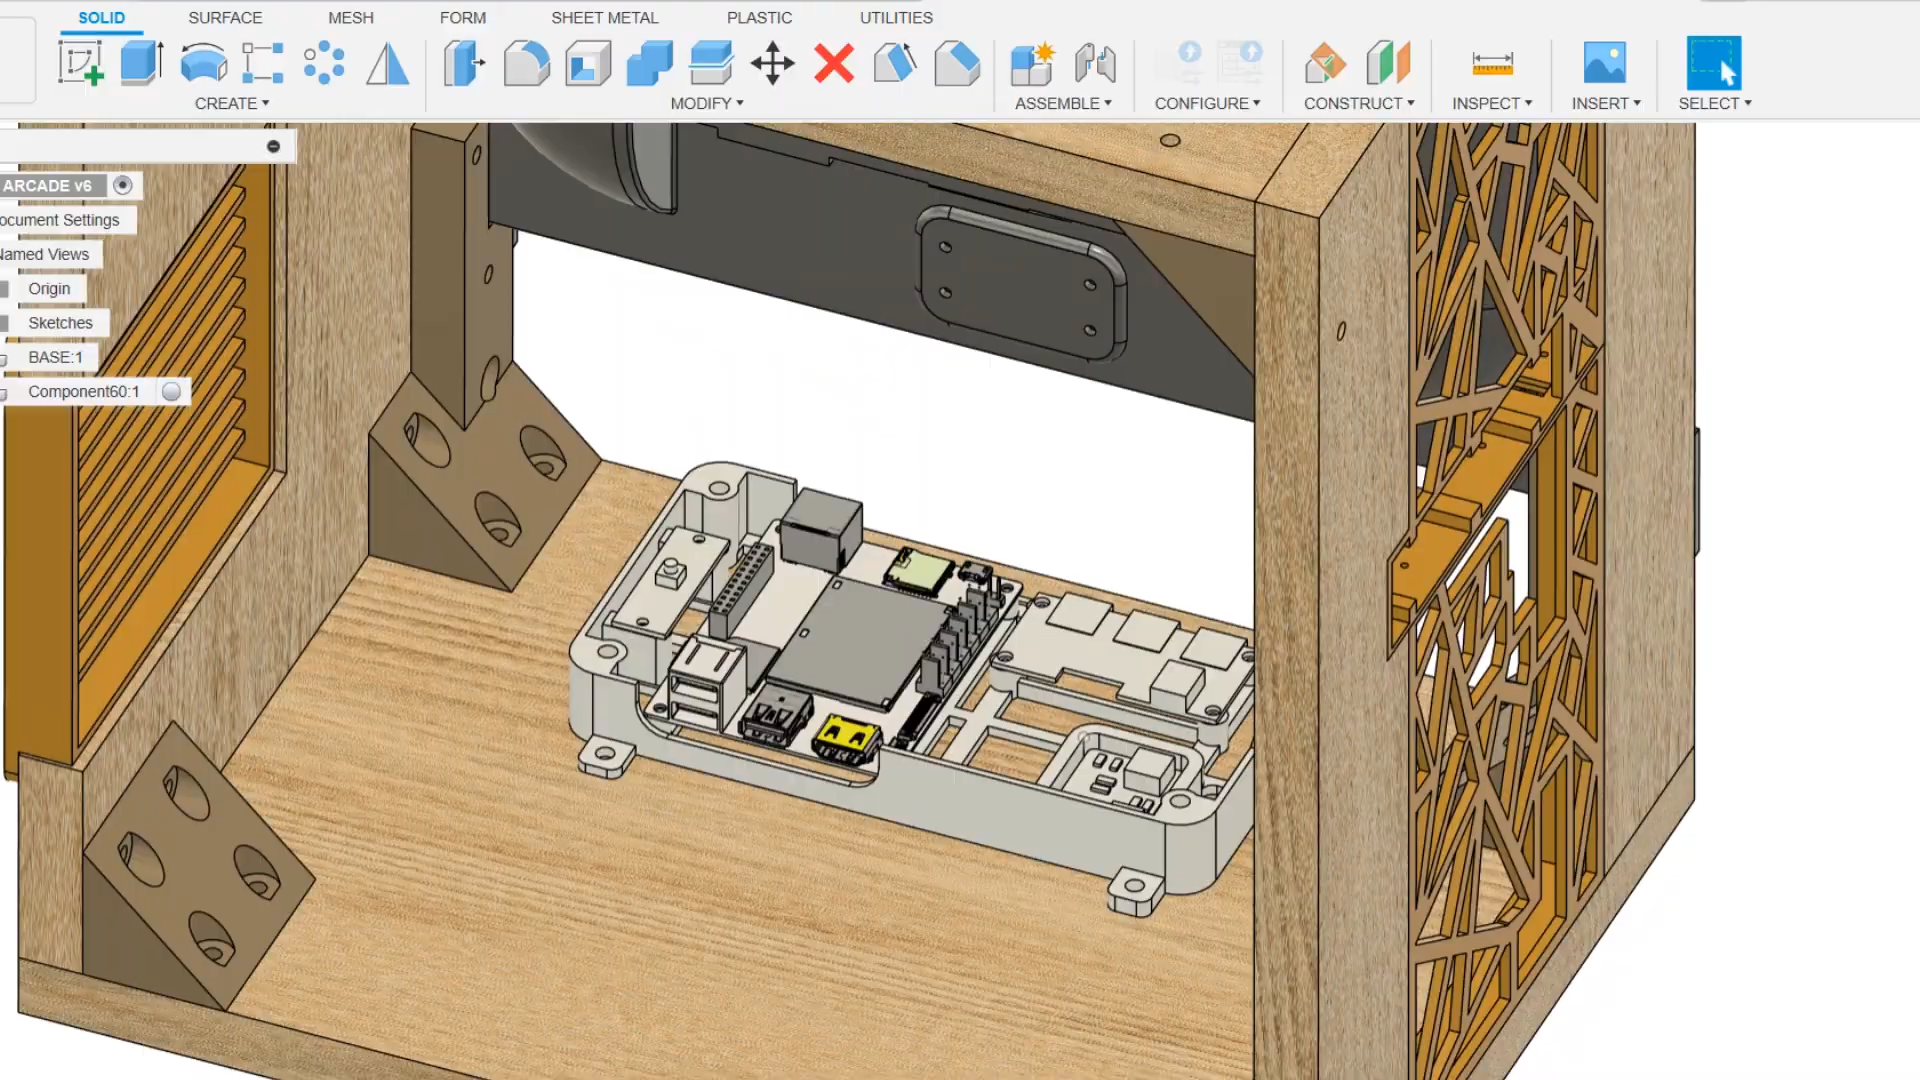 SOLID SURFACE MESH FORM SHEET METAL PLASTIC UTILITIES
CREATE MODIFY ASSEMBLE CONFIGURE CONSTRUCT INSPECT INSERT SELECT
ARCADE v6
ocument Settings
Named Views
Origin
Sketches
BASE:1
Component60:1